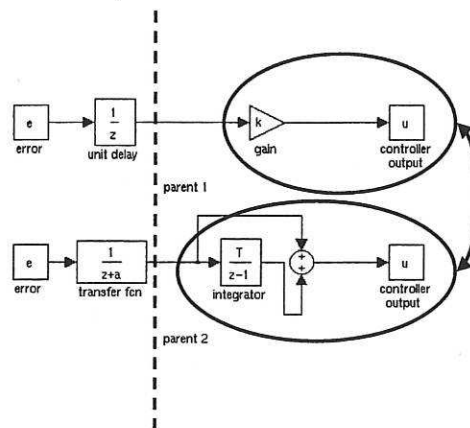 e
1
z
k
u
error
unit delay
gain
controller
output
parent 1
e
1
z+a
T
z−1
+
+
u
error
transfer fcn
integrator
controller
output
parent 2